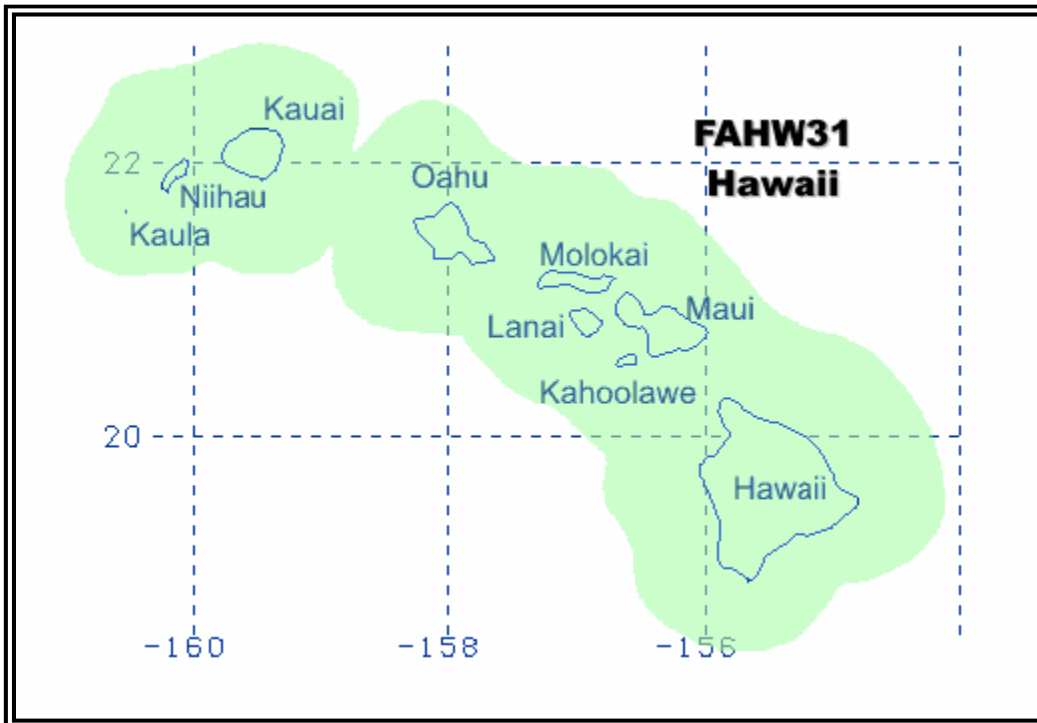 Kauai
FAHW31
22
Hawaii
Oahu
Niihau
Kaula
Molokai
Maui
Lanai
Kahoolawe
20
Hawaii
-160
-158
-156